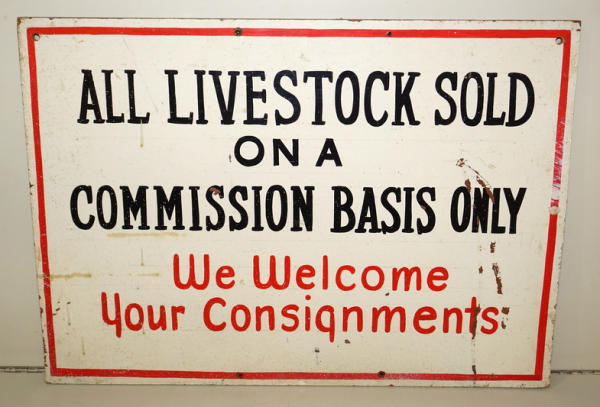 ALL LIVESTOCK SOLD
ON A
COMMISSION BASIS ONLY
We Welcome
Your Consignments